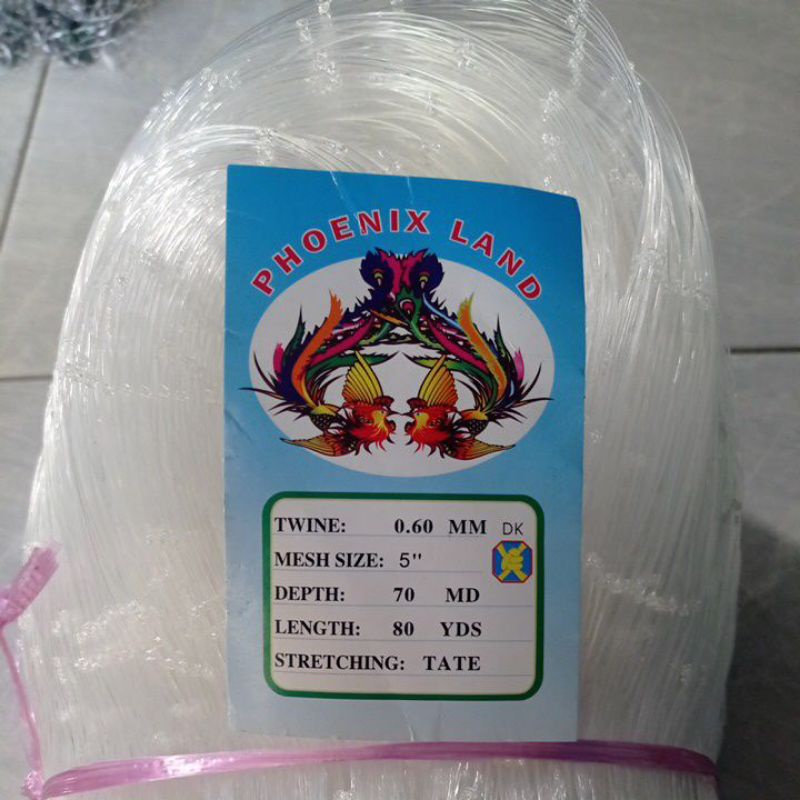 PHOENIX LAND
TWINE: 0.60 MM DK
MESH SIZE: 5"
DEPTH: 70 MD
LENGTH: 80 YDS
STRETCHING: TATE